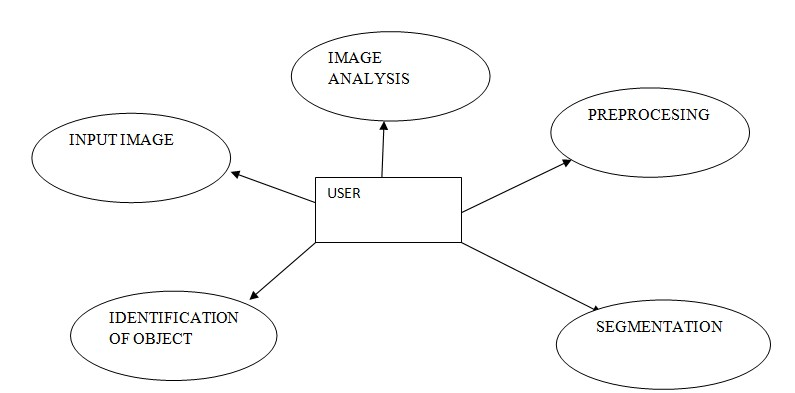 IMAGE
ANALYSIS
PREPROCESING
INPUT IMAGE
USER
IDENTIFICATION
OF OBJECT
SEGMENTATION